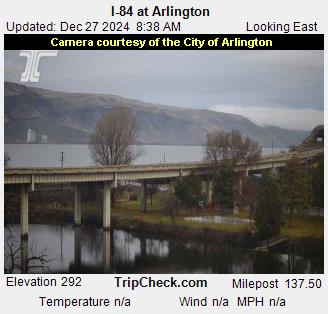 I-84 at Arlington
Updated: Dec 27 2024 8:38 AM Looking East
Camera courtesy of the City of Arlington
Elevation 292 TripCheck.com Milepost 137.50
Temperature n/a Wind n/a MPH n/a